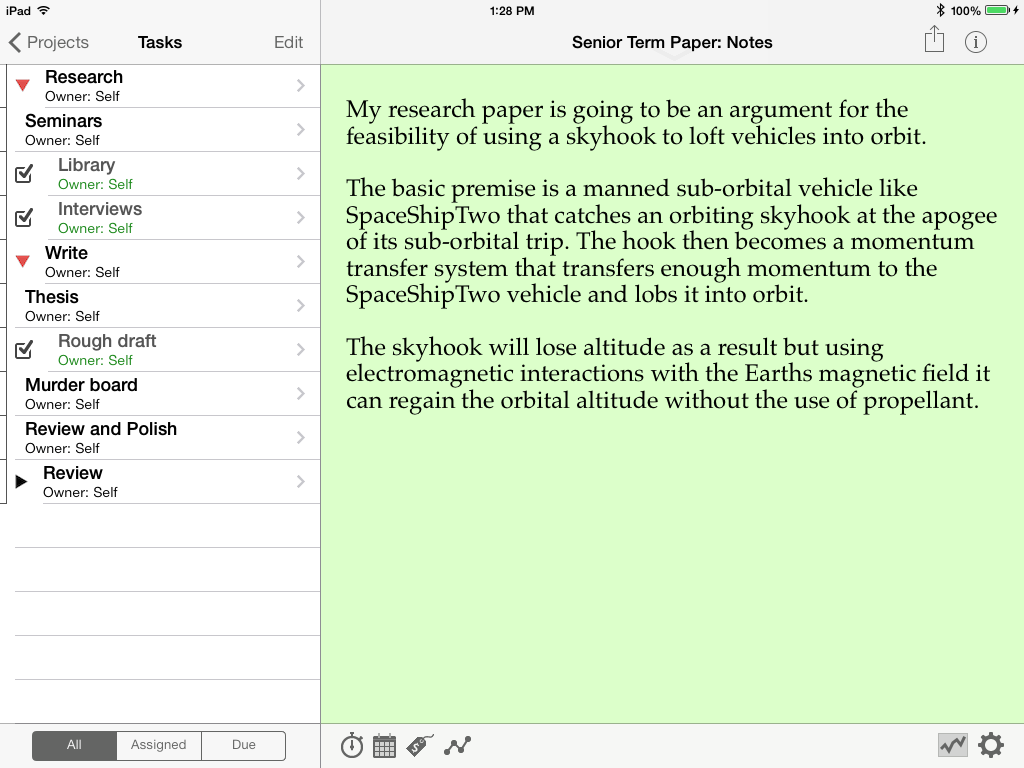 iPad 1:28 PM 100%
Projects Tasks Edit Senior Term Paper: Notes
Research
Owner: Self
Seminars
Owner: Self
Library
Owner: Self
Interviews
Owner: Self
Write
Owner: Self
Thesis
Owner: Self
Rough draft
Owner: Self
Murder board
Owner: Self
Review and Polish
Owner: Self
Review
Owner: Self
All Assigned Due
My research paper is going to be an argument for the
feasibility of using a skyhook to loft vehicles into orbit.
The basic premise is a manned sub-orbital vehicle like
SpaceShipTwo that catches an orbiting skyhook at the apogee
of its sub-orbital trip. The hook then becomes a momentum
transfer system that transfers enough momentum to the
SpaceShipTwo vehicle and lobs it into orbit.
The skyhook will lose altitude as a result but using
electromagnetic interactions with the Earths magnetic field it
can regain the orbital altitude without the use of propellant.